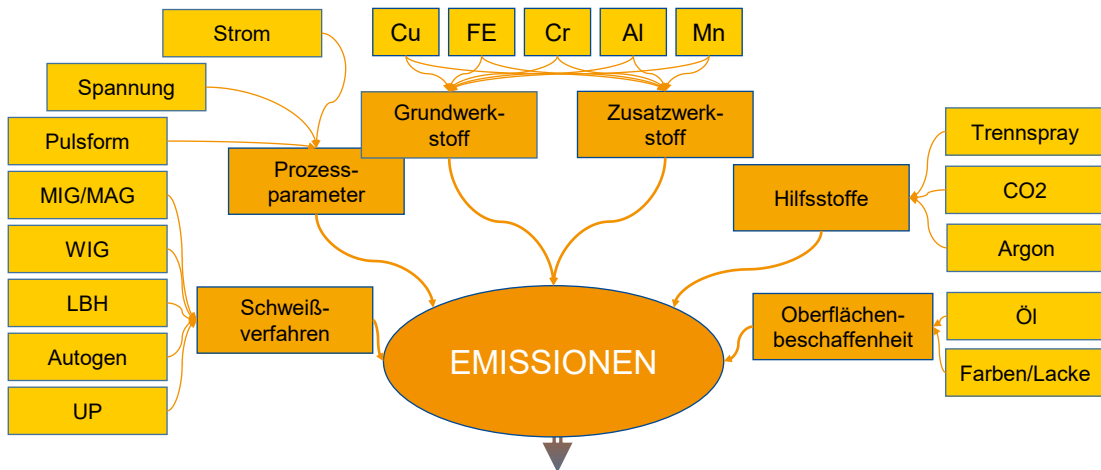 Strom
Cu
FE
Cr
Al
Mn
Spannung
Grundwerk-
stoff
Zusatzwerk-
stoff
Pulsform
Trennspray
Prozess-
parameter
MIG/MAG
Hilfsstoffe
CO2
WIG
Argon
LBH
Schweiß-
verfahren
EMISSIONEN
Oberflächen-
beschaffenheit
Öl
Autogen
Farben/Lacke
UP